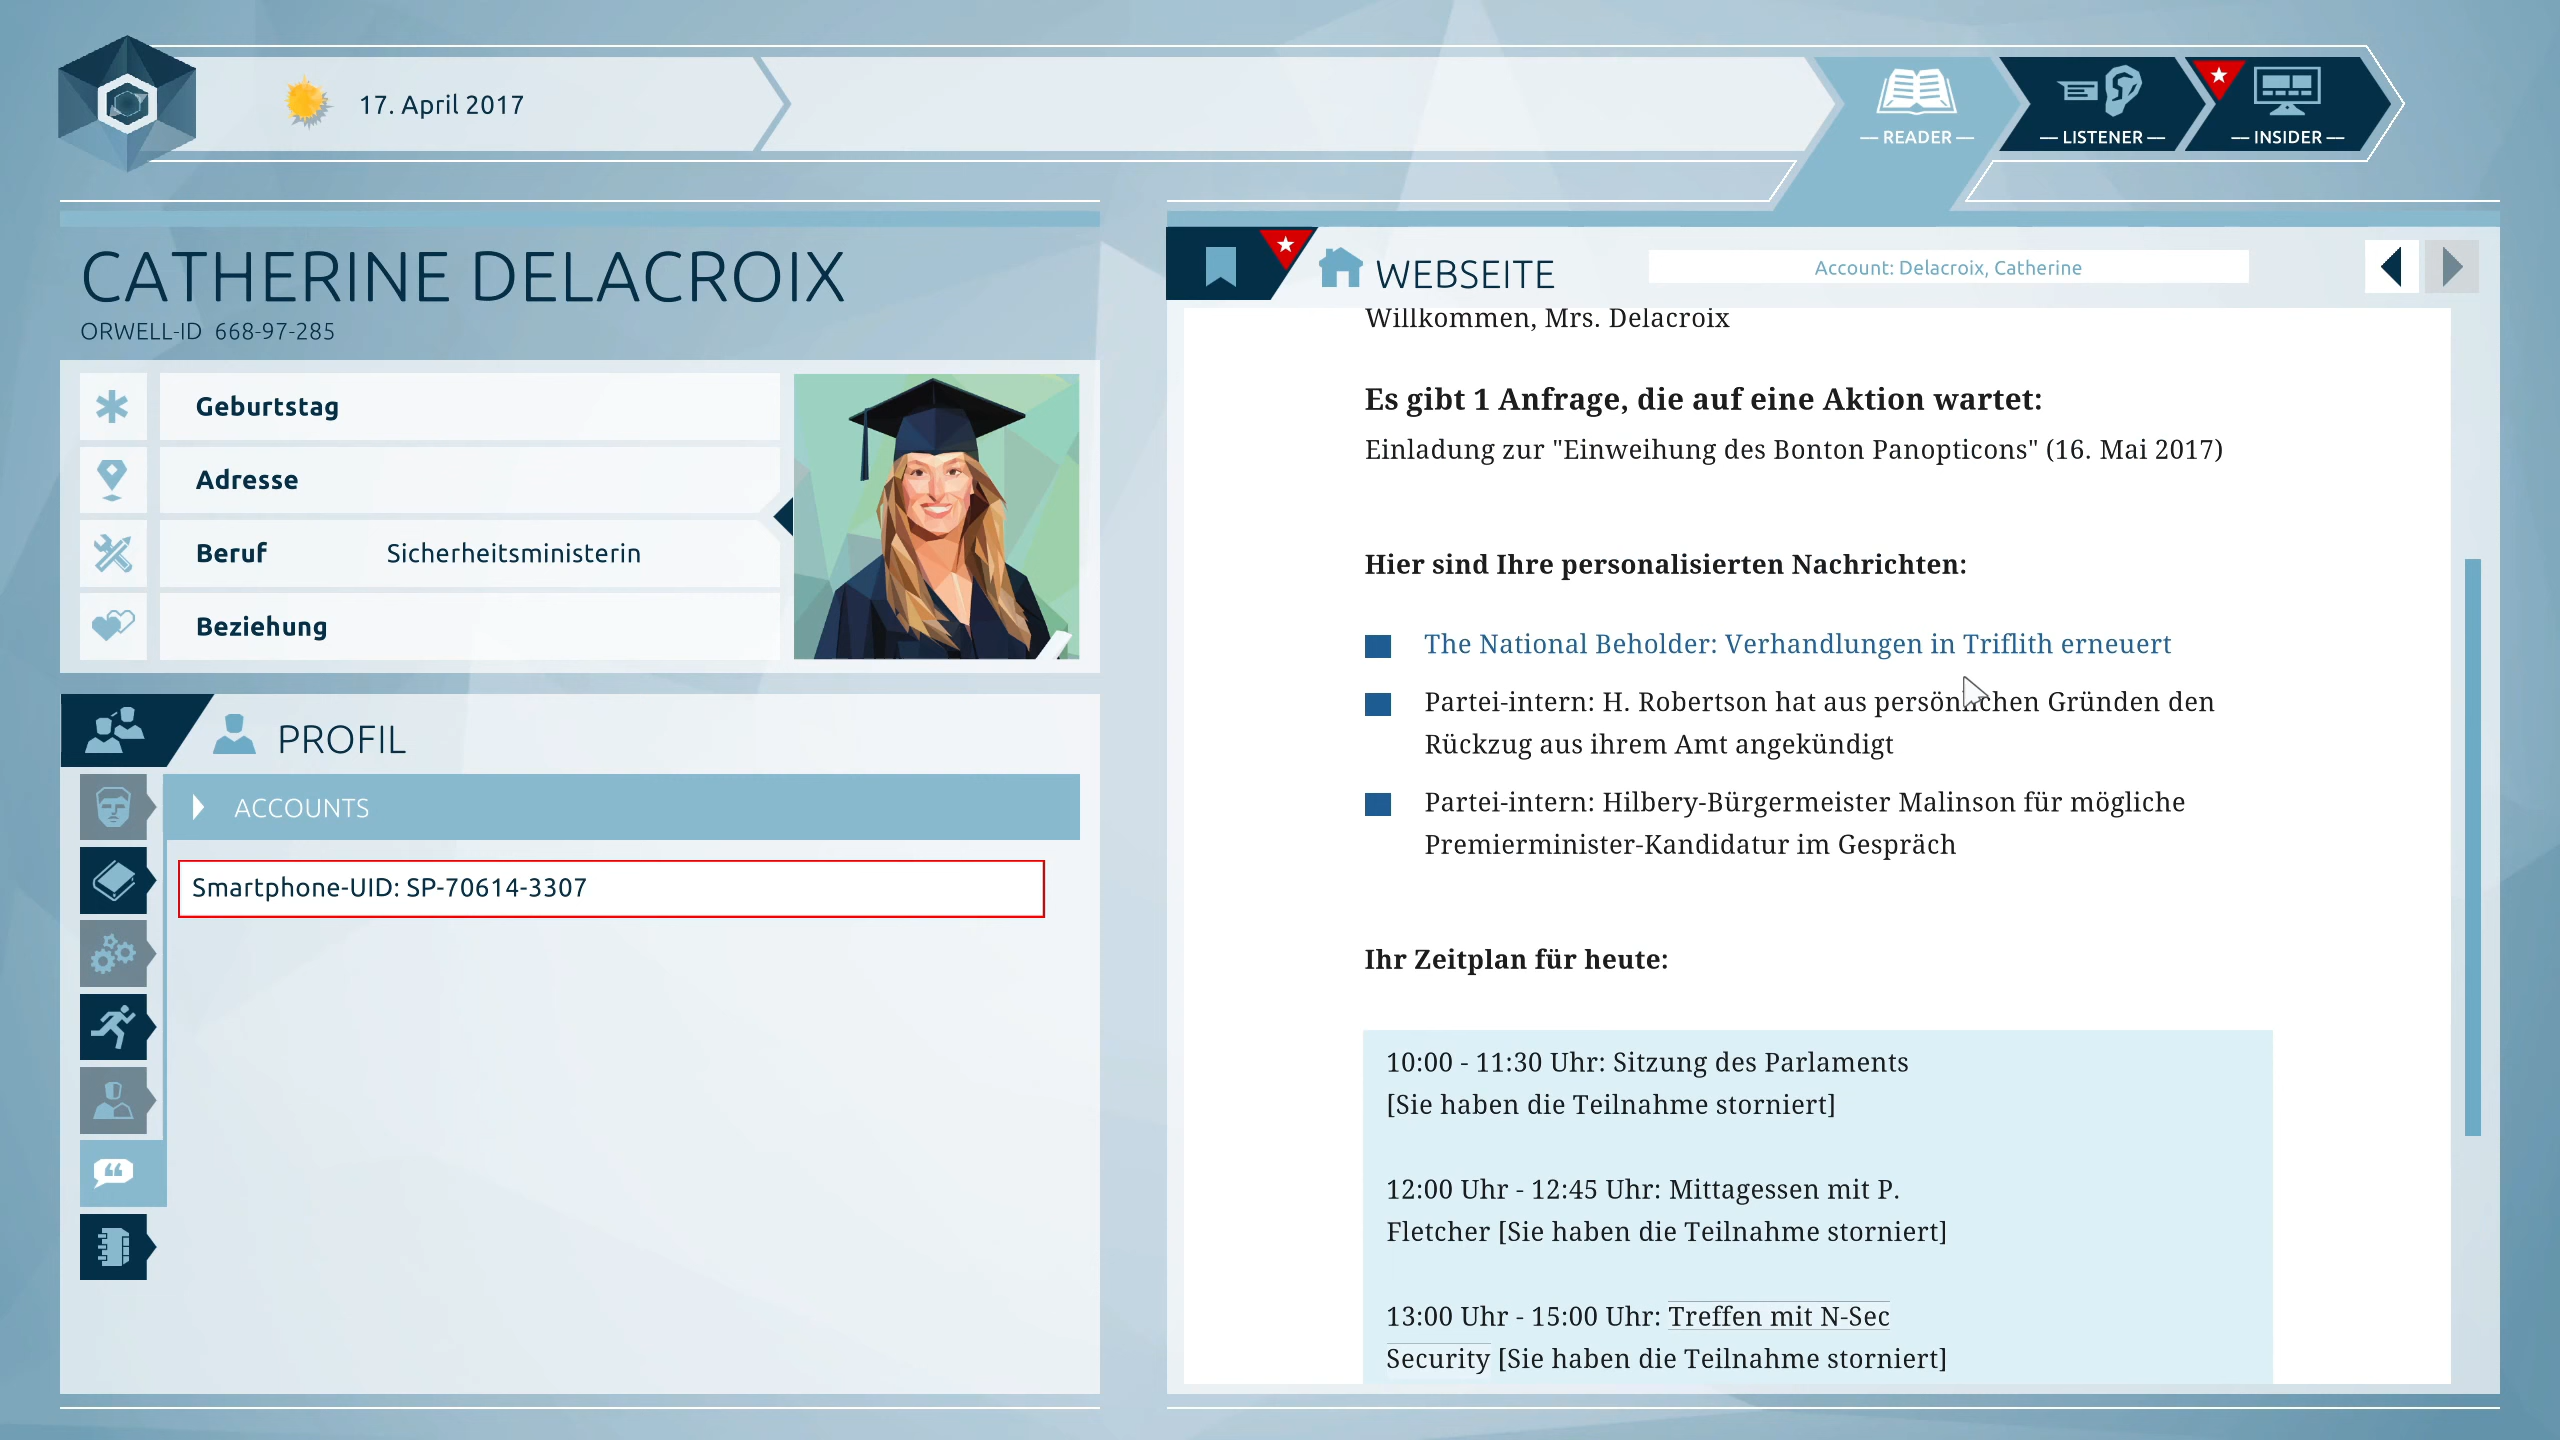 17. April 2017
— READER —
— LISTENER —
— INSIDER —
CATHERINE DELACROIX
ORWELL-ID 668-97-285
Geburtstag
Adresse
Beruf Sicherheitsministerin
Beziehung
PROFIL
ACCOUNTS
Smartphone-UID: SP-70614-3307
WEBSEITE
Account: Delacroix, Catherine
Willkommen, Mrs. Delacroix
Es gibt 1 Anfrage, die auf eine Aktion wartet:
Einladung zur "Einweihung des Bonton Panopticons" (16. Mai 2017)
Hier sind Ihre personalisierten Nachrichten:
The National Beholder: Verhandlungen in Triflith erneuert
Partei-intern: H. Robertson hat aus persönlichen Gründen den
Rückzug aus ihrem Amt angekündigt
Partei-intern: Hilbery-Bürgermeister Malinson für mögliche
Premierminister-Kandidatur im Gespräch
Ihr Zeitplan für heute:
10:00 - 11:30 Uhr: Sitzung des Parlaments
[Sie haben die Teilnahme storniert]
12:00 Uhr - 12:45 Uhr: Mittagessen mit P.
Fletcher [Sie haben die Teilnahme storniert]
13:00 Uhr - 15:00 Uhr: Treffen mit N-Sec
Security [Sie haben die Teilnahme storniert]